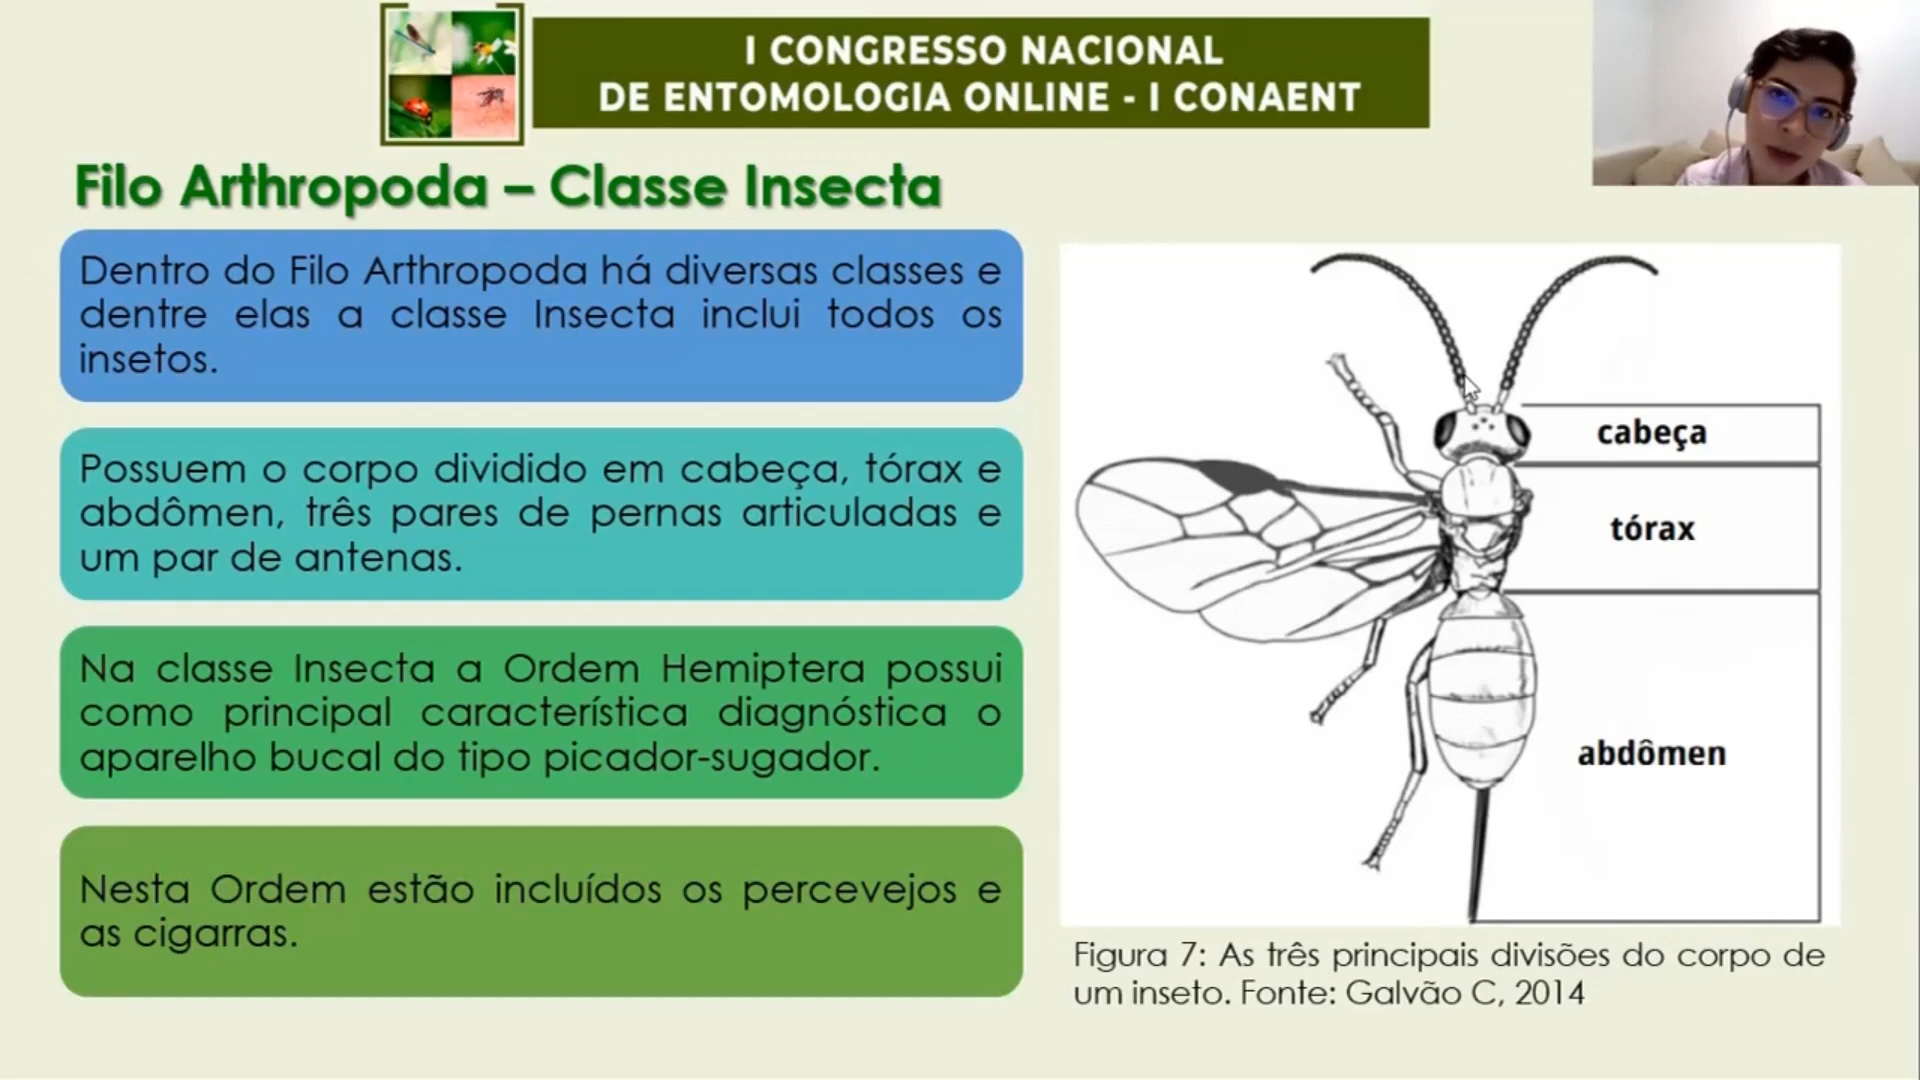 I CONGRESSO NACIONAL
DE ENTOMOLOGIA ONLINE - I CONAENT
Filo Arthropoda – Classe Insecta
Dentro do Filo Arthropoda há diversas classes e
dentre elas a classe Insecta inclui todos os
insetos.
Possuem o corpo dividido em cabeça, tórax e
abdômen, três pares de pernas articuladas e
um par de antenas.
Na classe Insecta a Ordem Hemiptera possui
como principal característica diagnóstica o
aparelho bucal do tipo picador-sugador.
Nesta Ordem estão incluídos os percevejos e
as cigarras.
cabeça
tórax
abdômen
Figura 7: As três principais divisões do corpo de
um inseto. Fonte: Galvão C, 2014